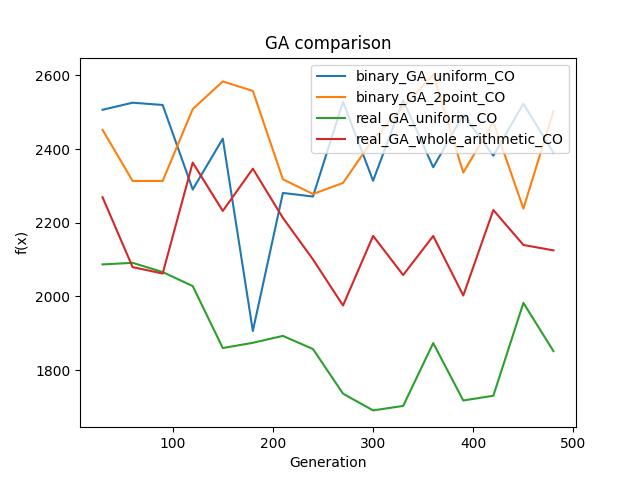 GA comparison
binary_GA_uniform_CO
binary_GA_2point_CO
real_GA_uniform_CO
real_GA_whole_arithmetic_CO
f(x)
2600
2400
2200
2000
1800
100 200 300 400 500
Generation